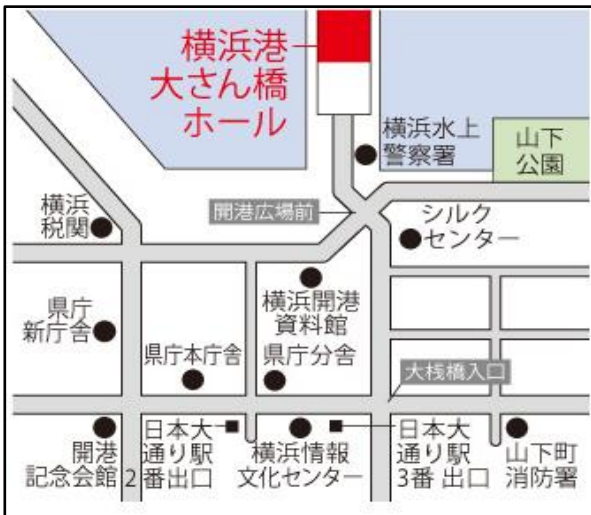 横浜港
大さん橋
ホール
横浜水上
警察署
山下
公園
横浜
税関
開港広場前
シルク
センター
県庁
新庁舎
横浜開港
資料館
県庁本庁舎
県庁分舎
大桟橋入口
開港
記念会館
日本大
通り駅
2番出口
横浜情報
文化センター
日本大
通り駅
3番 出口
山下町
消防署